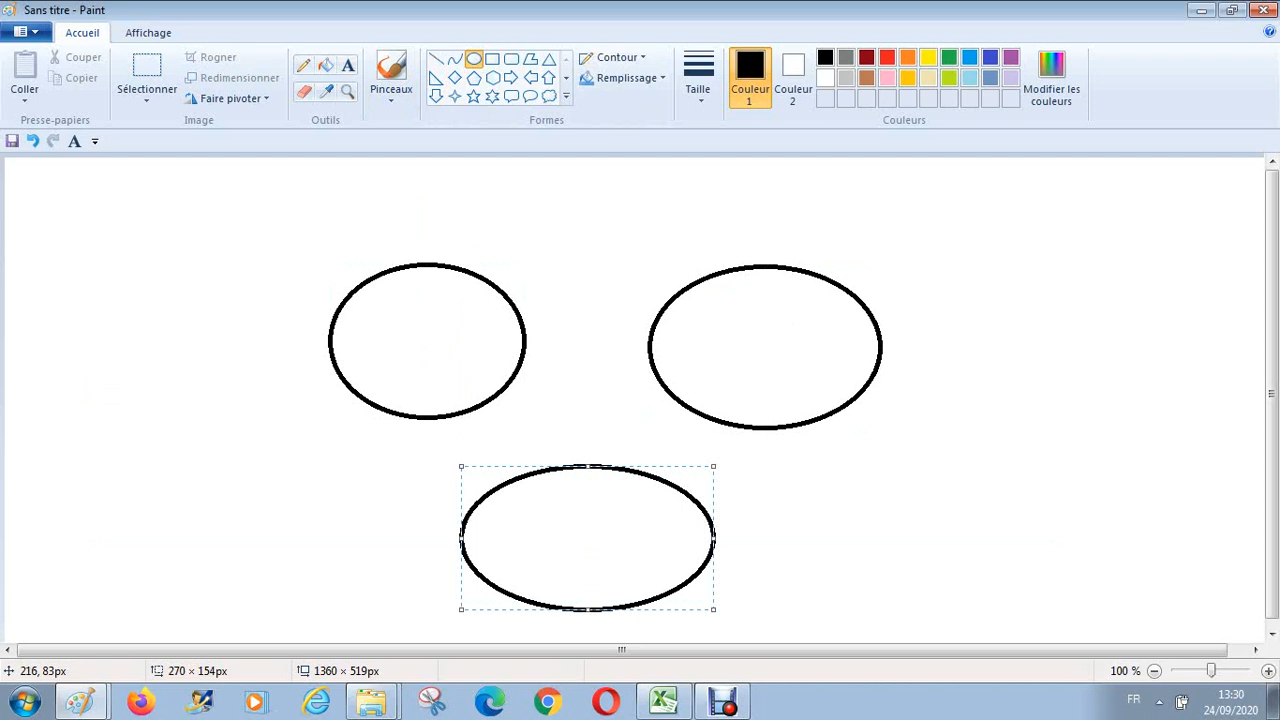 Sans titre - Paint
Accueil Affichage
Coller
Couper
Copier
Presse-papiers
Sélectionner
Rogner
Redimensionner
Faire pivoter
Image
A
Outils
Pinceaux
Contour
Remplissage
Formes
Taille
Couleur 1
Couleur 2
Modifier les couleurs
Couleurs
A
216, 83px 270 × 154px 1360 × 519px 100 %
FR 13:30
24/09/2020